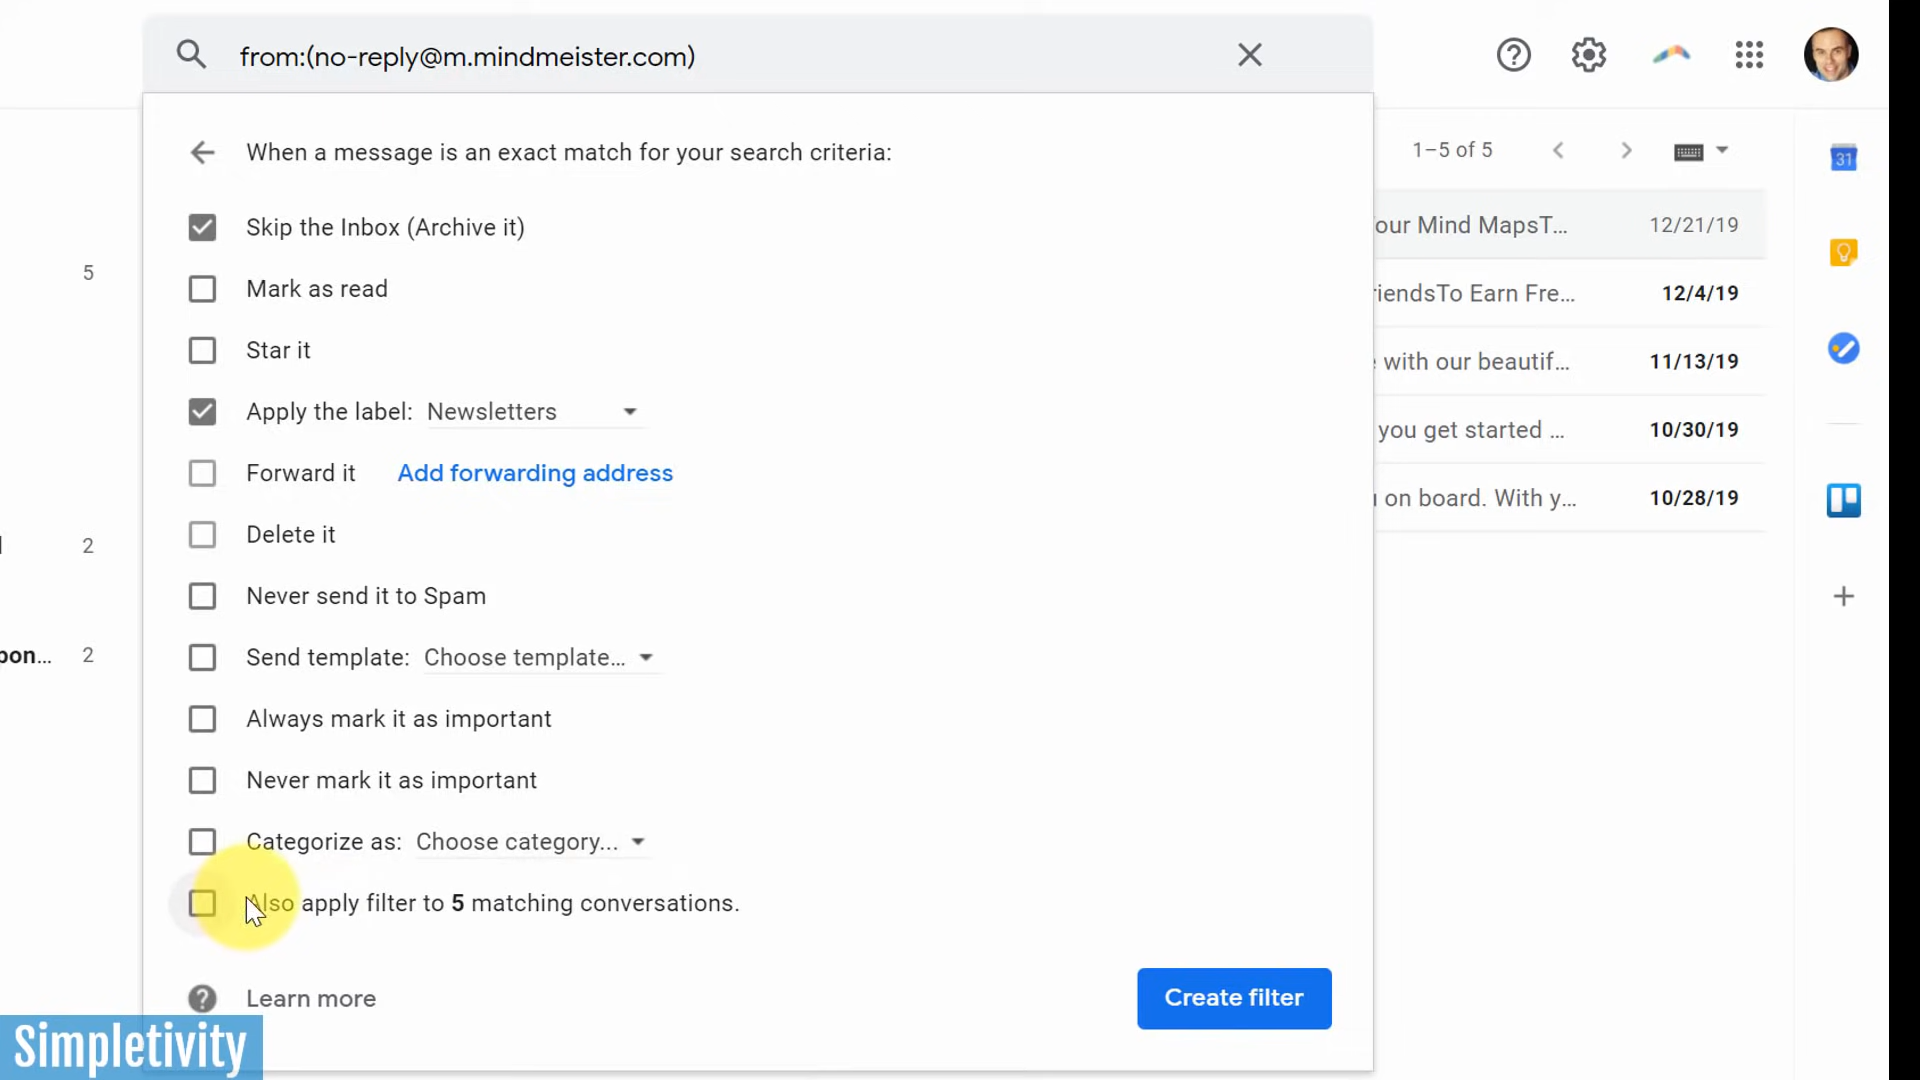 from:(no-reply@m.mindmeister.com)
When a message is an exact match for your search criteria:
1–5 of 5
31
Skip the Inbox (Archive it)
our Mind MapsT... 12/21/19
5
Mark as read
riendsTo Earn Fre... 12/4/19
Star it
with our beautif... 11/13/19
Apply the label: Newsletters
you get started ... 10/30/19
Forward it Add forwarding address
on board. With y... 10/28/19
Delete it
2
Never send it to Spam
Send template: Choose template...
pon... 2
Always mark it as important
Never mark it as important
Categorize as: Choose category...
Also apply filter to 5 matching conversations.
Learn more
Create filter
Simpletivity